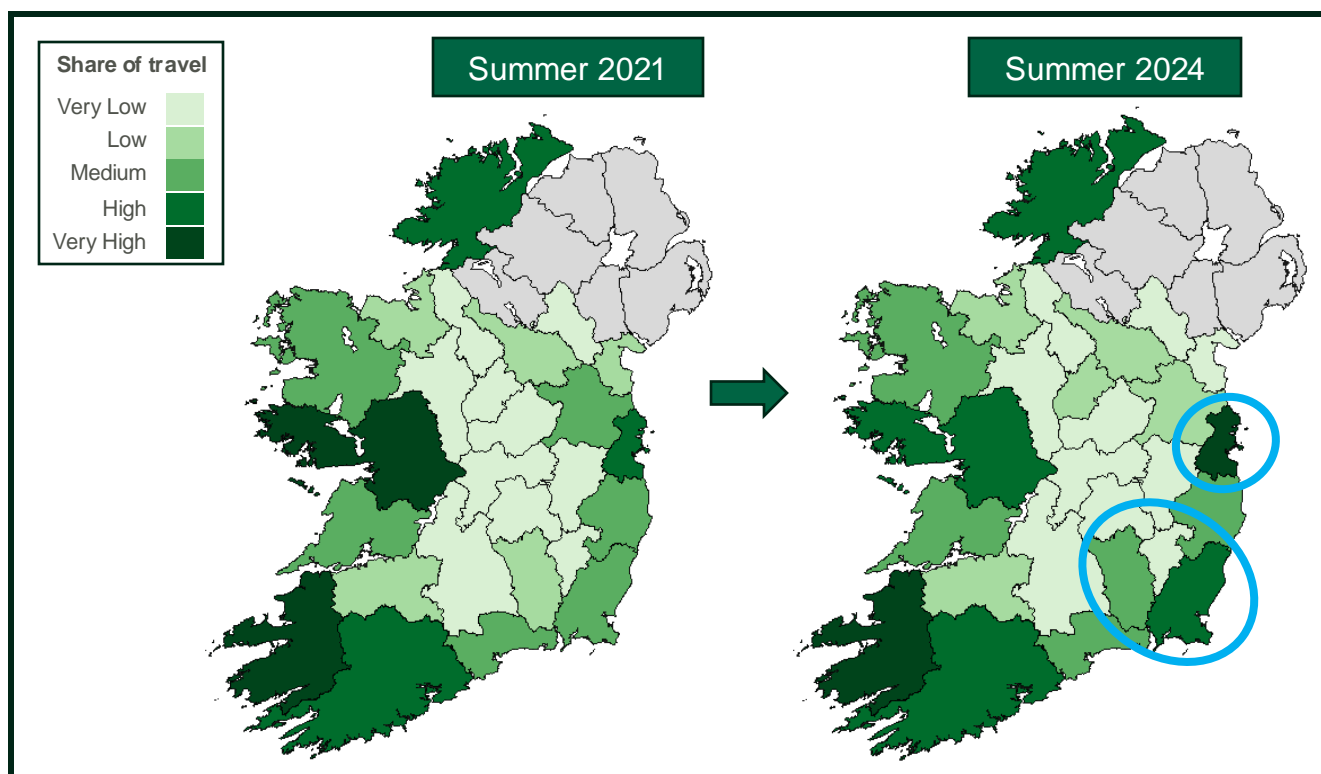 Share of travel
Very Low
Low
Medium
High
Very High
Summer 2021
Summer 2024